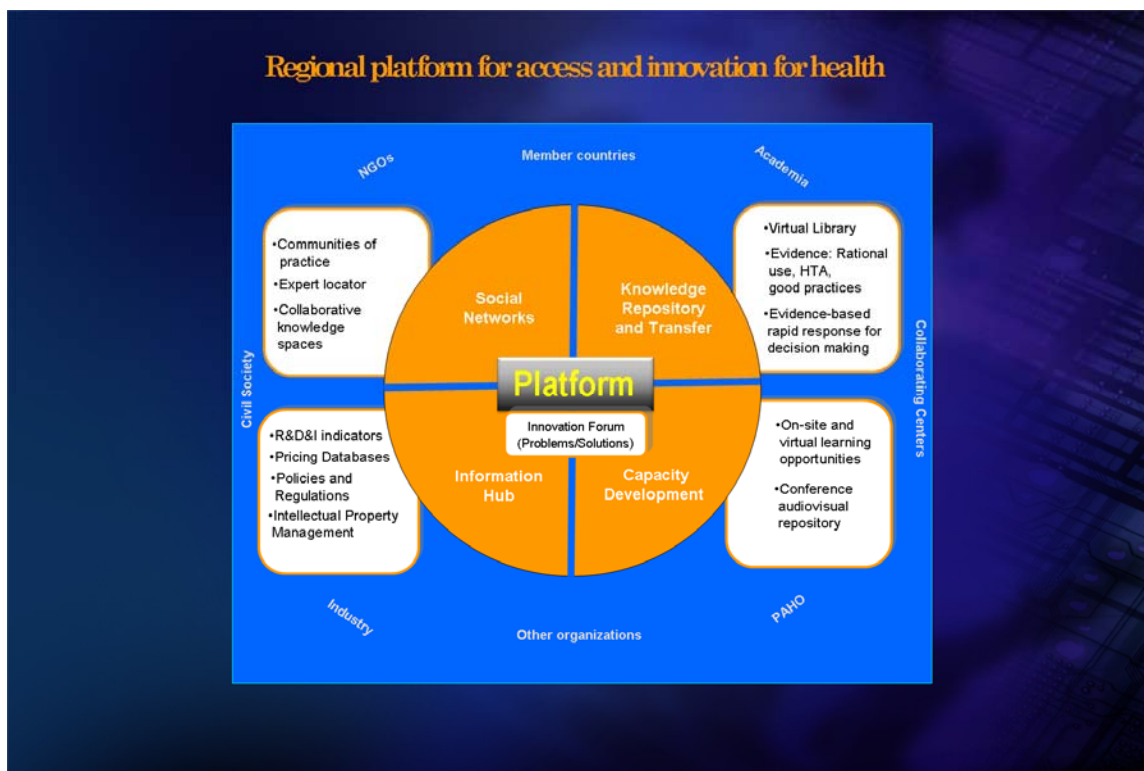 Regional platform for access and innovation for health
NGOs
Member countries
Academia
Civil Society
Collaborating Centers
•Communities of
practice
•Expert locator
•Collaborative
knowledge
spaces
Social
Networks
Knowledge
Repository
and Transfer
•Virtual Library
•Evidence: Rational
use, HTA,
good practices
•Evidence-based
rapid response for
decision making
Platform
Innovation Forum
(Problems/Solutions)
•R&D&I indicators
•Pricing Databases
•Policies and
Regulations
•Intellectual Property
Management
Information
Hub
Capacity
Development
•On-site and
virtual learning
opportunities
•Conference
audiovisual
repository
Industry
Other organizations
PAHO